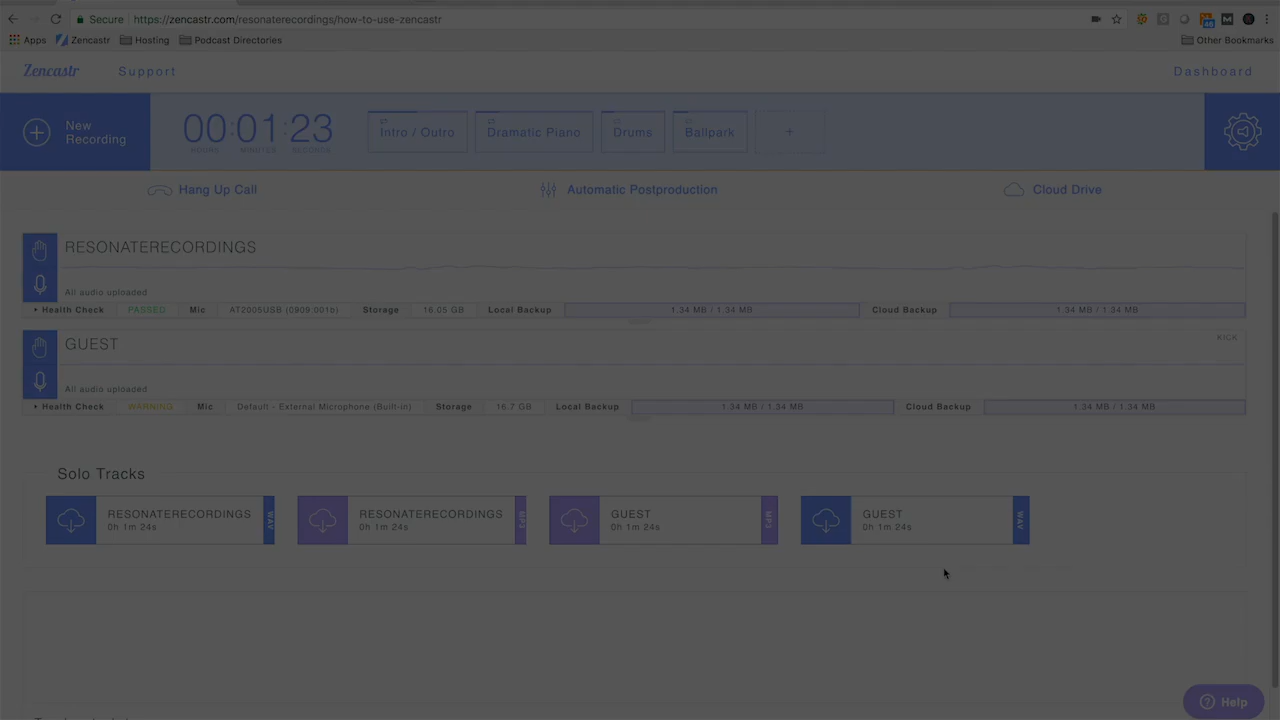 Secure https://zencastr.com/resonaterecordings/how-to-use-zencastr
Apps Zencastr Hosting Podcast Directories Other Bookmarks
Zencastr Support Dashboard
New Recording
00:01:23
HOURS MINUTES SECONDS
Intro / Outro Dramatic Piano Drums Ballpark +
Hang Up Call Automatic Postproduction Cloud Drive
RESONATERECORDINGS
All audio uploaded
Health Check PASSED Mic AT2005USB (0909:001b) Storage 16.05 GB Local Backup 1.34 MB / 1.34 MB Cloud Backup 1.34 MB / 1.34 MB
GUEST KICK
All audio uploaded
Health Check WARNING Mic Default - External Microphone (Built-in) Storage 16.7 GB Local Backup 1.34 MB / 1.34 MB Cloud Backup 1.34 MB / 1.34 MB
Solo Tracks
RESONATERECORDINGS WAV RESONATERECORDINGS MP3 GUEST MP3 GUEST WAV
0h 1m 24s 0h 1m 24s 0h 1m 24s 0h 1m 24s
Help